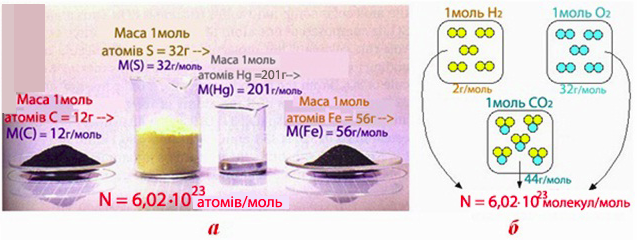 Маса 1моль
атомів S = 32г -->
M(S) = 32г/моль
Маса 1моль
атомів Hg =201г-->
M(Hg) = 201г/моль
Маса 1моль
атомів C = 12г-->
M(C) = 12г/моль
Маса 1моль
атомів Fe = 56г-->
M(Fe) = 56г/моль
N = 6,02·10²³ атомів/моль
а
1моль H₂
1моль O₂
2г/моль
32г/моль
1моль CO₂
44г/моль
N = 6,02·10²³ молекул/моль
б